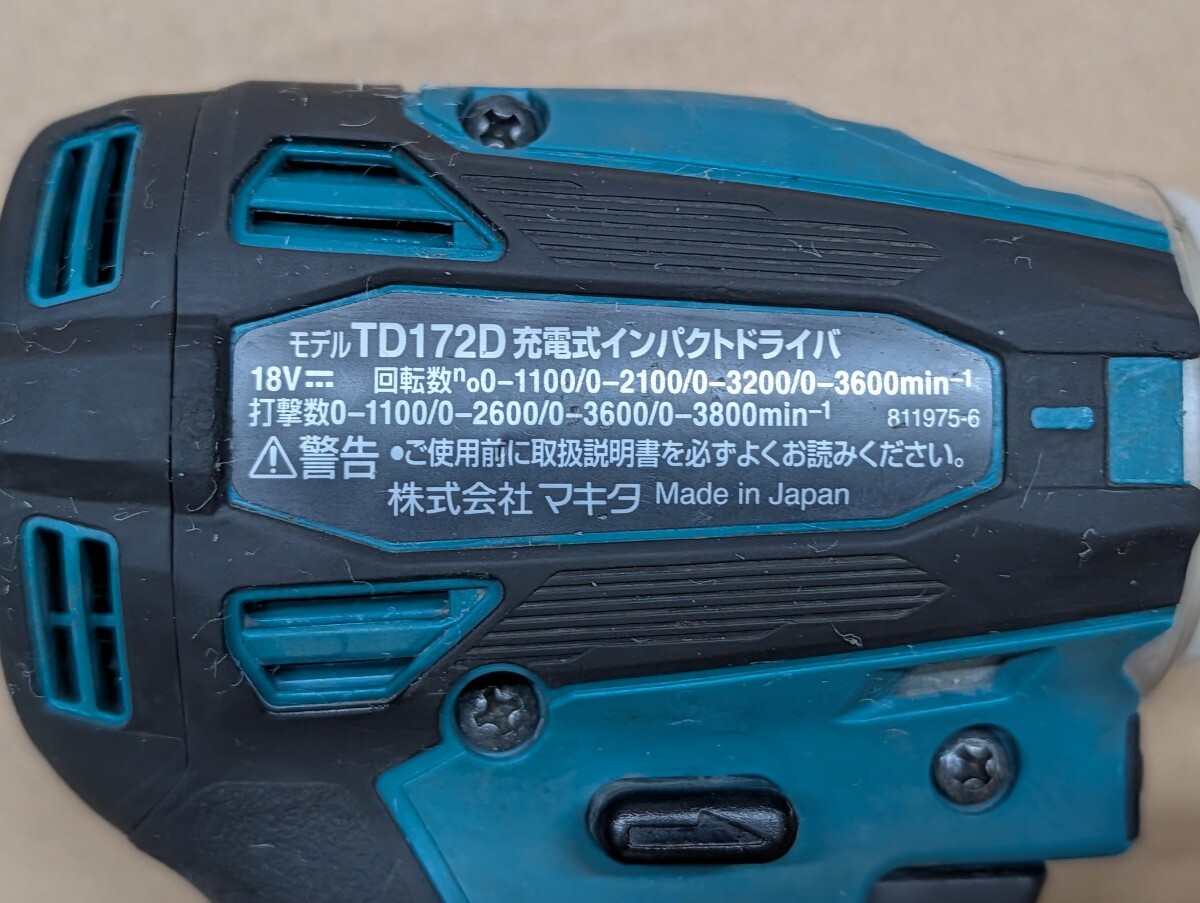 モデルTD172D 充電式インパクトドライバ
18V⎓ 回転数n₀0-1100/0-2100/0-3200/0-3600min⁻¹
打撃数0-1100/0-2600/0-3600/0-3800min⁻¹ 811975-6
⚠警告 •ご使用前に取扱説明書を必ずよくお読みください。
株式会社 マキタ Made in Japan